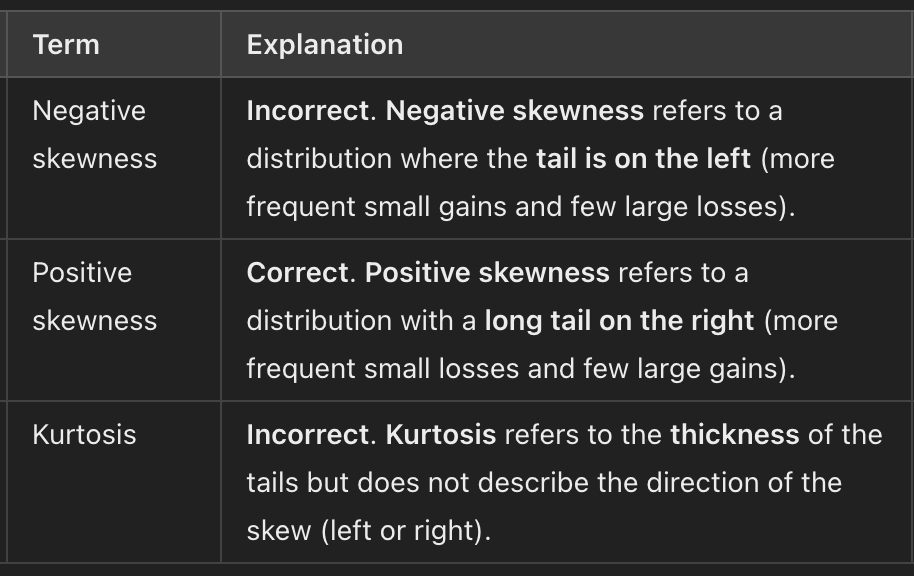 Term Explanation
Negative skewness
Incorrect. Negative skewness refers to a
distribution where the tail is on the left (more
frequent small gains and few large losses).
Positive skewness
Correct. Positive skewness refers to a
distribution with a long tail on the right (more
frequent small losses and few large gains).
Kurtosis
Incorrect. Kurtosis refers to the thickness of the
tails but does not describe the direction of the
skew (left or right).